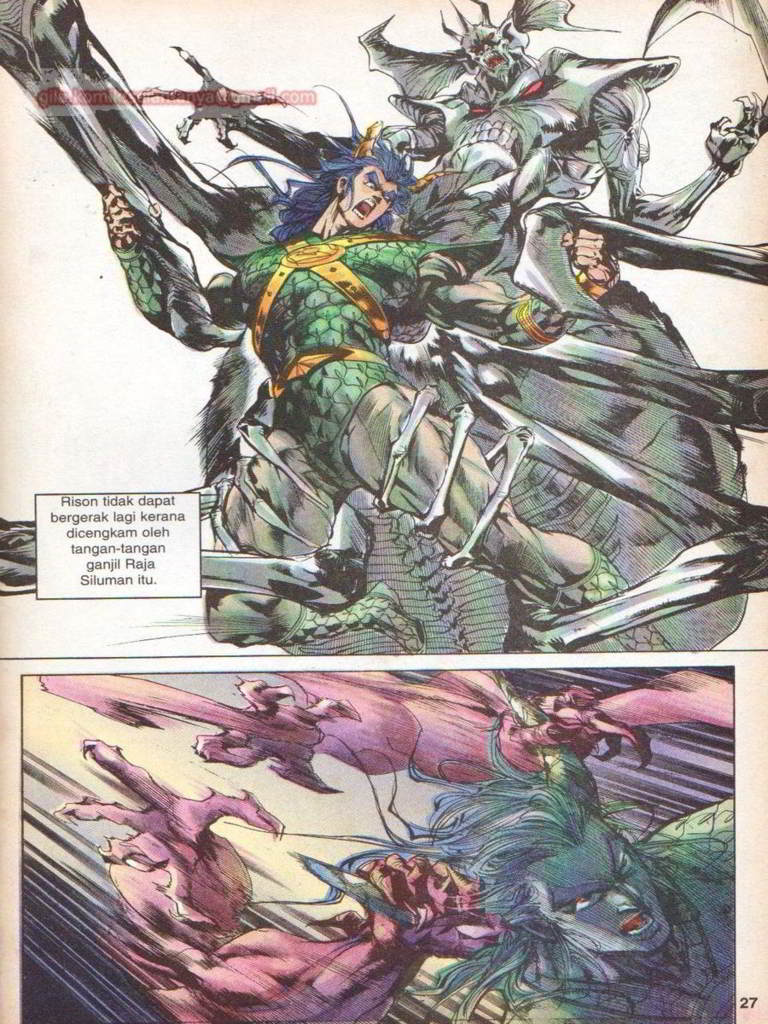 Rison tidak dapat
bergerak lagi kerana
dicengkam oleh
tangan-tangan
ganjil Raja
Siluman itu.
27